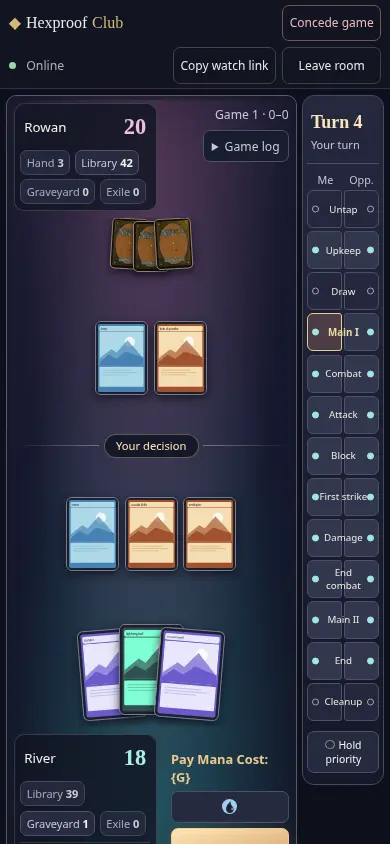 Hexproof Club
Concede game
Online
Copy watch link
Leave room
Rowan 20
Hand 3
Library 42
Graveyard 0
Exile 0
Game 1 · 0–0
Game log
Your decision
River 18
Library 39
Graveyard 1
Exile 0
Pay Mana Cost:
{G}
Turn 4
Your turn
Me
Opp.
Untap
Upkeep
Draw
Main I
Combat
Attack
Block
First strike
Damage
End
combat
Main II
End
Cleanup
Hold
priority